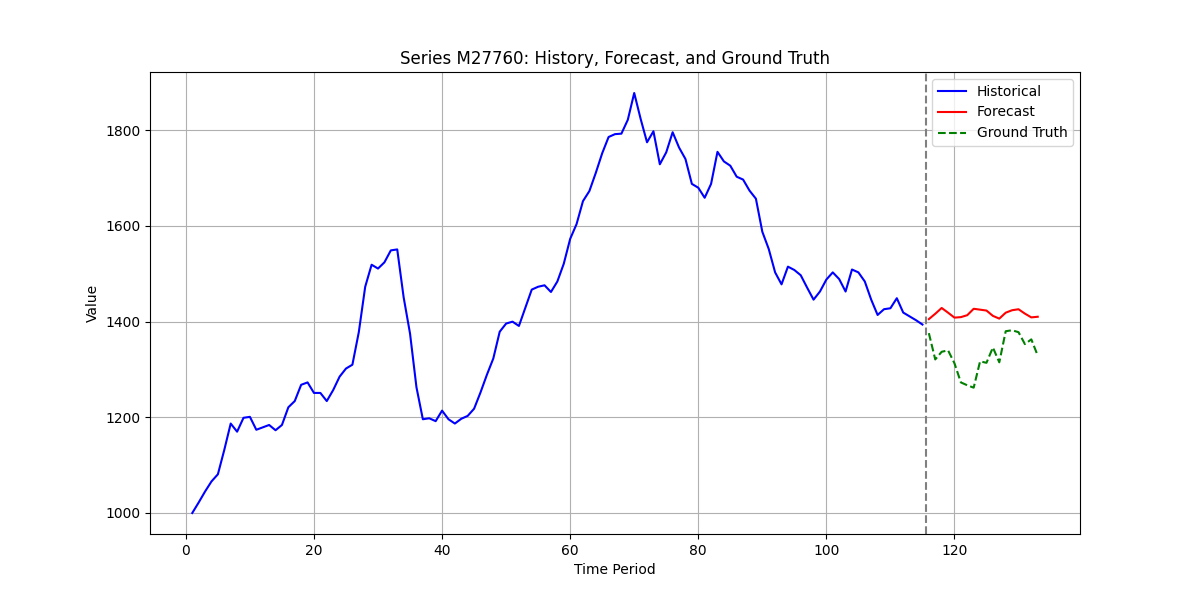 Series M27760: History, Forecast, and Ground Truth
Historical
Forecast
Ground Truth
Value
1800
1600
1400
1200
1000
0 20 40 60 80 100 120
Time Period